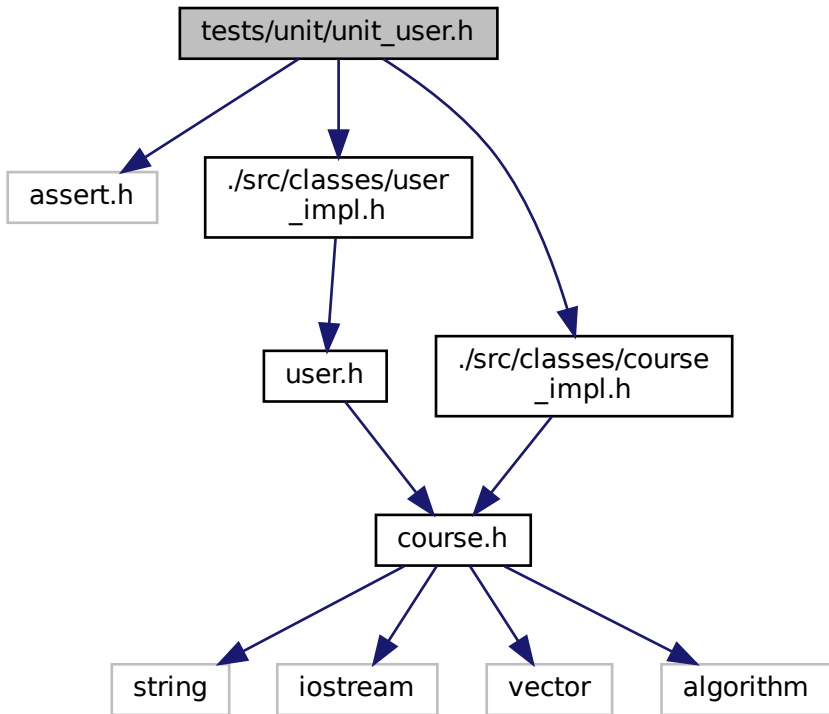 tests/unit/unit_user.h
assert.h
./src/classes/user
_impl.h
user.h
./src/classes/course
_impl.h
course.h
string
iostream
vector
algorithm